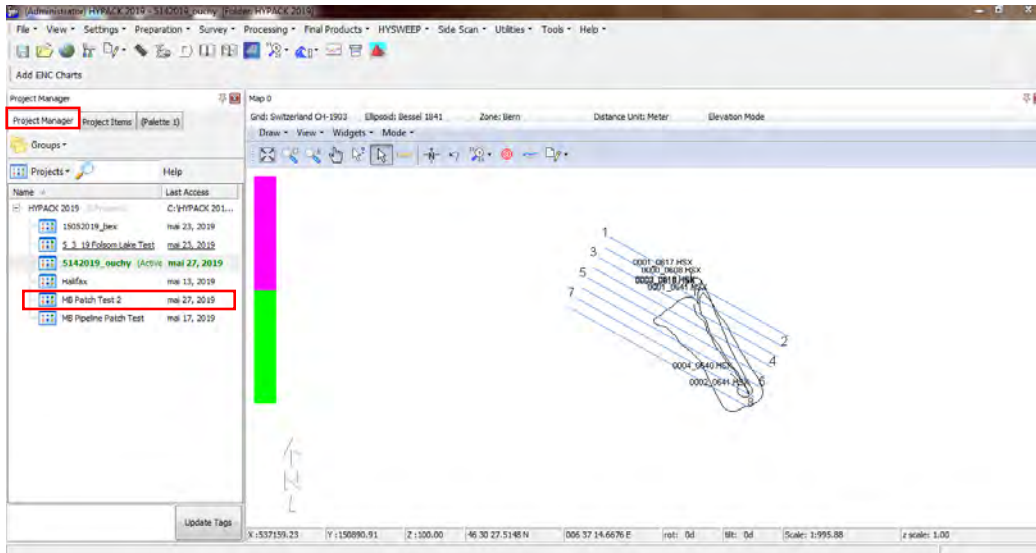 (Administrator) HYPACK 2019 - 5142019_ouchy [Folder: HYPACK 2019]
File View Settings Preparation Survey Processing Final Products HYSWEEP Side Scan Utilities Tools Help
Add ENC Charts
Project Manager
Project Manager Project Items (Palette 1)
Groups
Projects Help
Name Last Access
HYPACK 2019 C:\HYPACK 201...
15052019_bex mai 23, 2019
5_3_19 Folsom Lake Test mai 23, 2019
5142019_ouchy (Active mai 27, 2019
Halifax mai 13, 2019
MB Patch Test 2 mai 27, 2019
MB Pipeline Patch Test mai 17, 2019
Update Tags
Map 0
Grid: Switzerland CH-1903 Ellipsoid: Bessel 1841 Zone: Bern Distance Unit: Meter Elevation Mode
Draw View Widgets Mode
1
3
5
7
0001_0817.HSX
0000_0608.HSX
0001_0641.HSX
2
4
0004_0640.HSX
0002_0644.HSX
6
8
X:537159.23 Y:150890.91 Z:100.00 46 30 27.5148 N 006 37 14.6676 E rot: 0d tilt: 0d Scale: 1:995.88 z scale: 1.00